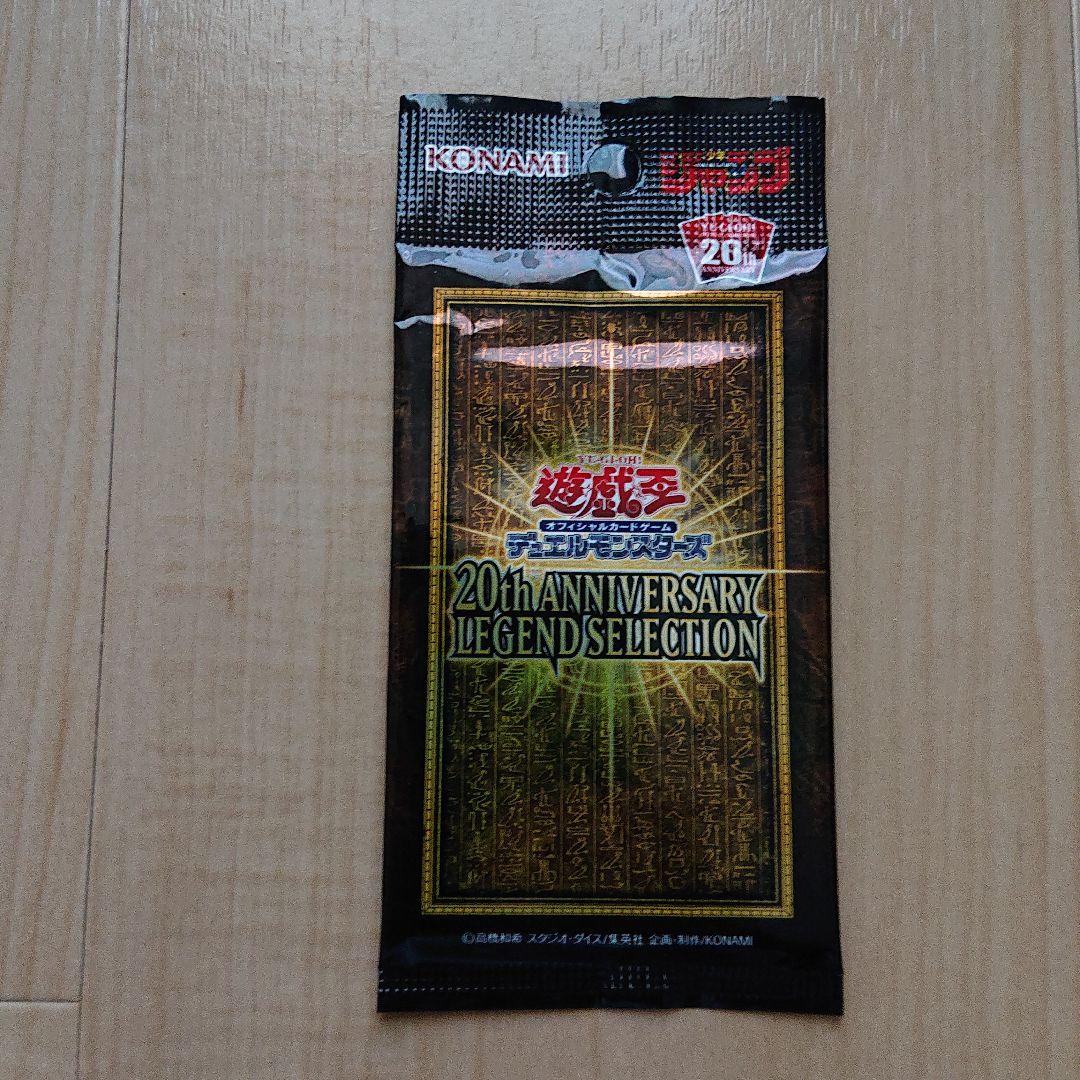 KONAMI
少年
ジャンプ
YU-GI-OH!
20th
ANNIVERSARY
YU-GI-OH!
遊戯王
オフィシャルカードゲーム
デュエルモンスターズ
20th ANNIVERSARY
LEGEND SELECTION
©高橋和希 スタジオ・ダイス/集英社 企画・制作/KONAMI